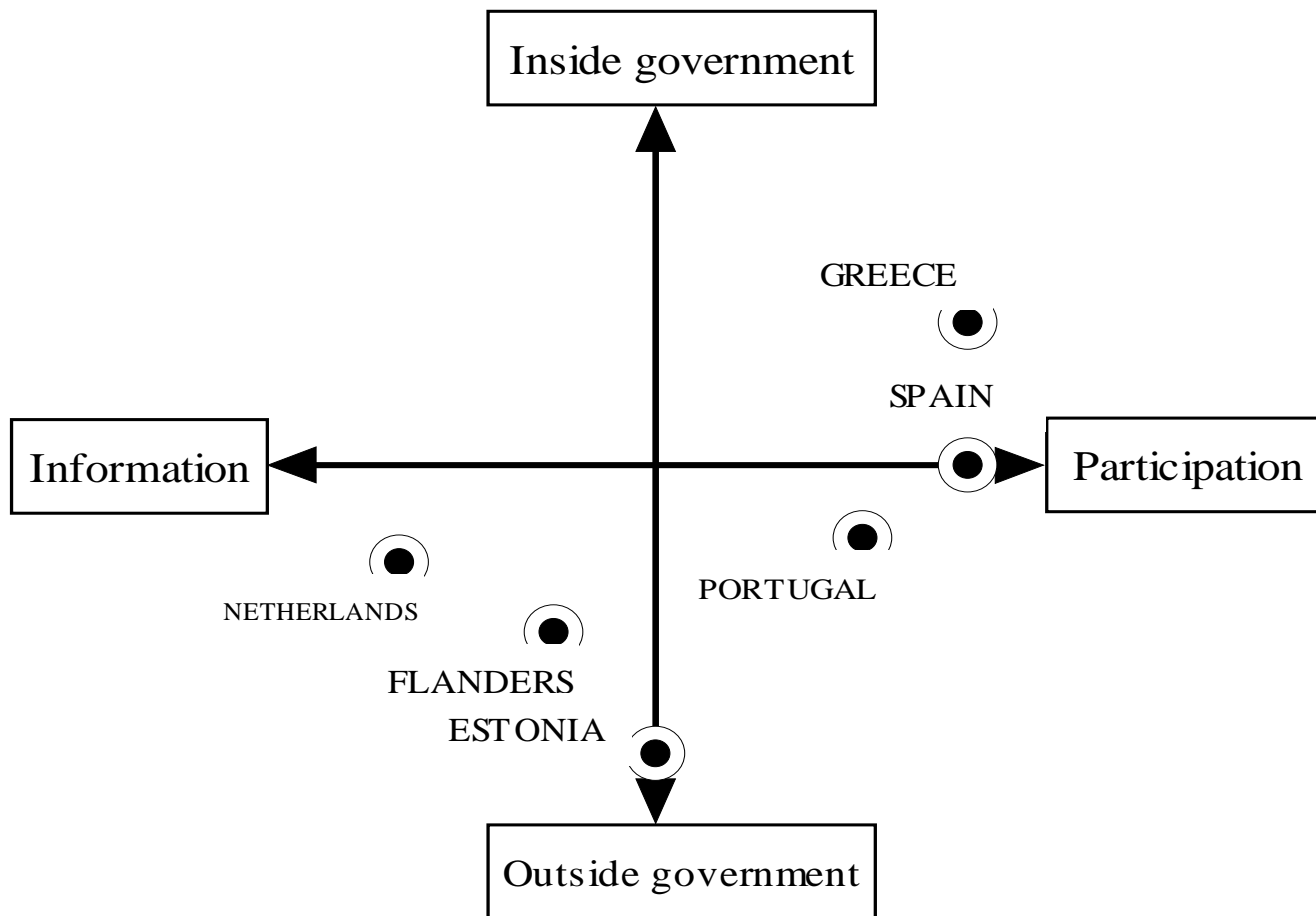 Inside government
GREECE
SPAIN
Information
Participation
PORTUGAL
NETHERLANDS
FLANDERS
ESTONIA
Outside government